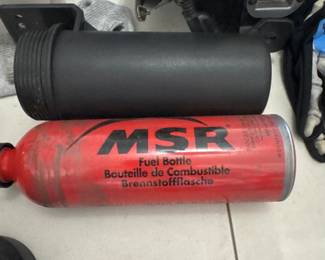 MSR
Fuel Bottle
Bouteille de Combustible
Brennstoffflasche